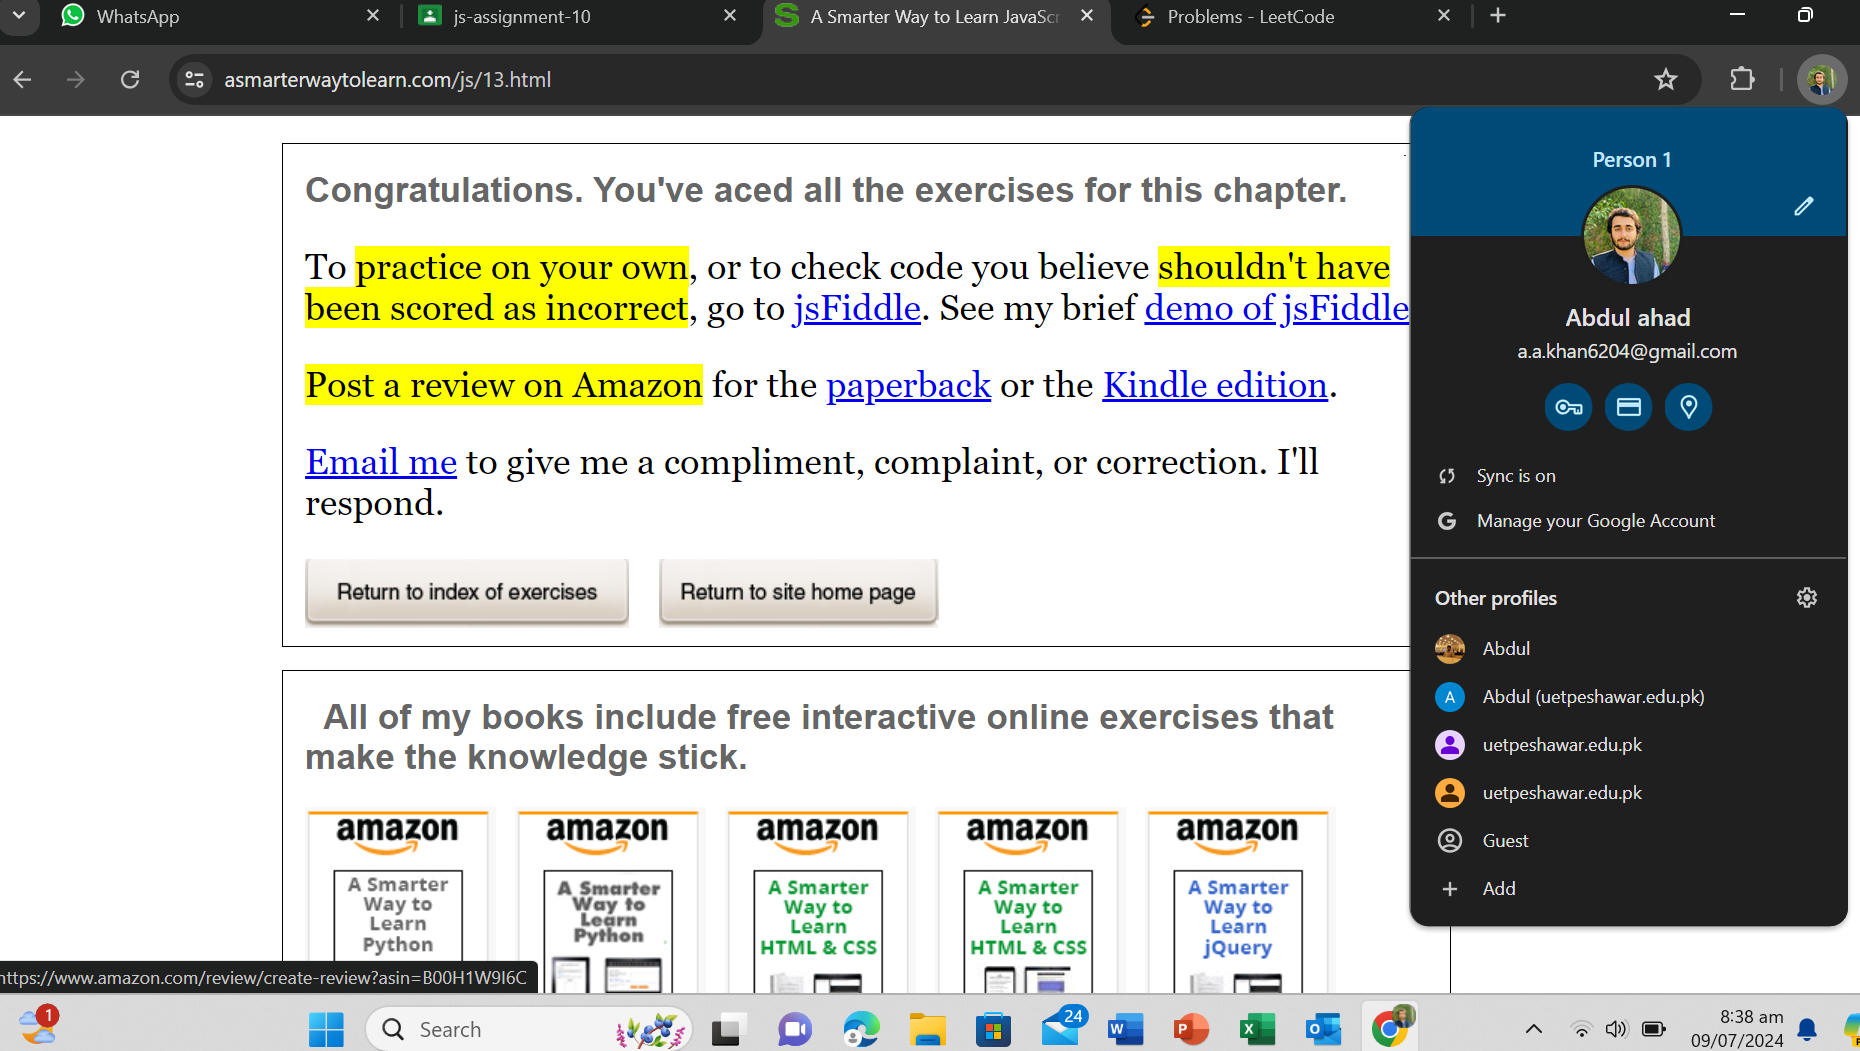 WhatsApp
js-assignment-10
A Smarter Way to Learn JavaScr
Problems - LeetCode
asmarterwaytolearn.com/js/13.html
Congratulations. You've aced all the exercises for this chapter.
To practice on your own, or to check code you believe shouldn't have
been scored as incorrect, go to jsFiddle. See my brief demo of jsFiddle
Post a review on Amazon for the paperback or the Kindle edition.
Email me to give me a compliment, complaint, or correction. I'll
respond.
Return to index of exercises
Return to site home page
All of my books include free interactive online exercises that
make the knowledge stick.
amazon
A Smarter
Way to
Learn
Python
amazon
A Smarter
Way to
Learn
Python
amazon
A Smarter
Way to
Learn
HTML & CSS
amazon
A Smarter
Way to
Learn
HTML & CSS
amazon
A Smarter
Way to
Learn
jQuery
Person 1
Abdul ahad
a.a.khan6204@gmail.com
Sync is on
Manage your Google Account
Other profiles
Abdul
A
Abdul (uetpeshawar.edu.pk)
uetpeshawar.edu.pk
uetpeshawar.edu.pk
Guest
Add
https://www.amazon.com/review/create-review?asin=B00H1W9I6C
1
Search
24
W
P
X
O
8:38 am
09/07/2024